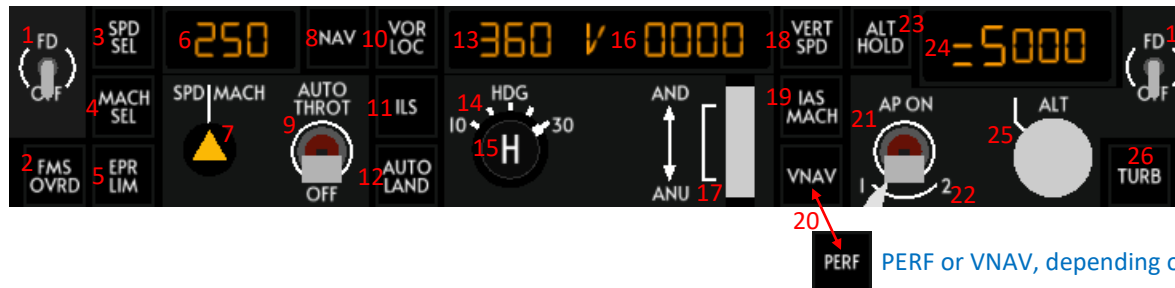 1 FD
OFF
2 FMS
OVRD
3 SPD
SEL
4 MACH
SEL
5 EPR
LIM
6 250
SPD MACH
7
8 NAV
AUTO
THROT
9
OFF
10 VOR
LOC
11 ILS
12 AUTO
LAND
13 360
14 HDG
10 30
15 H
V 16 0000
AND
ANU 17
18 VERT
SPD
19 IAS
MACH
VNAV
20
PERF PERF or VNAV, depending
ALT 23
HOLD
24 =5000
AP ON
21
1 2 22
ALT
25
FD 1
OFF
26
TURB